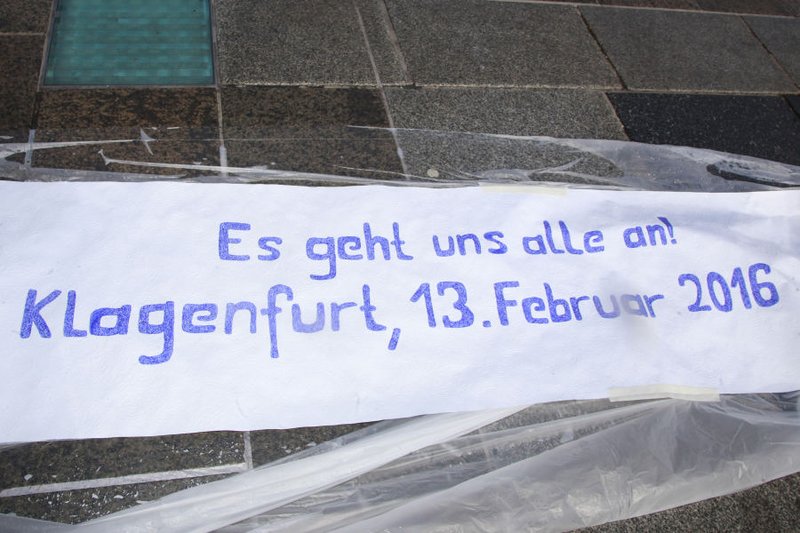 Es geht uns alle an!
Klagenfurt, 13. Februar 2016